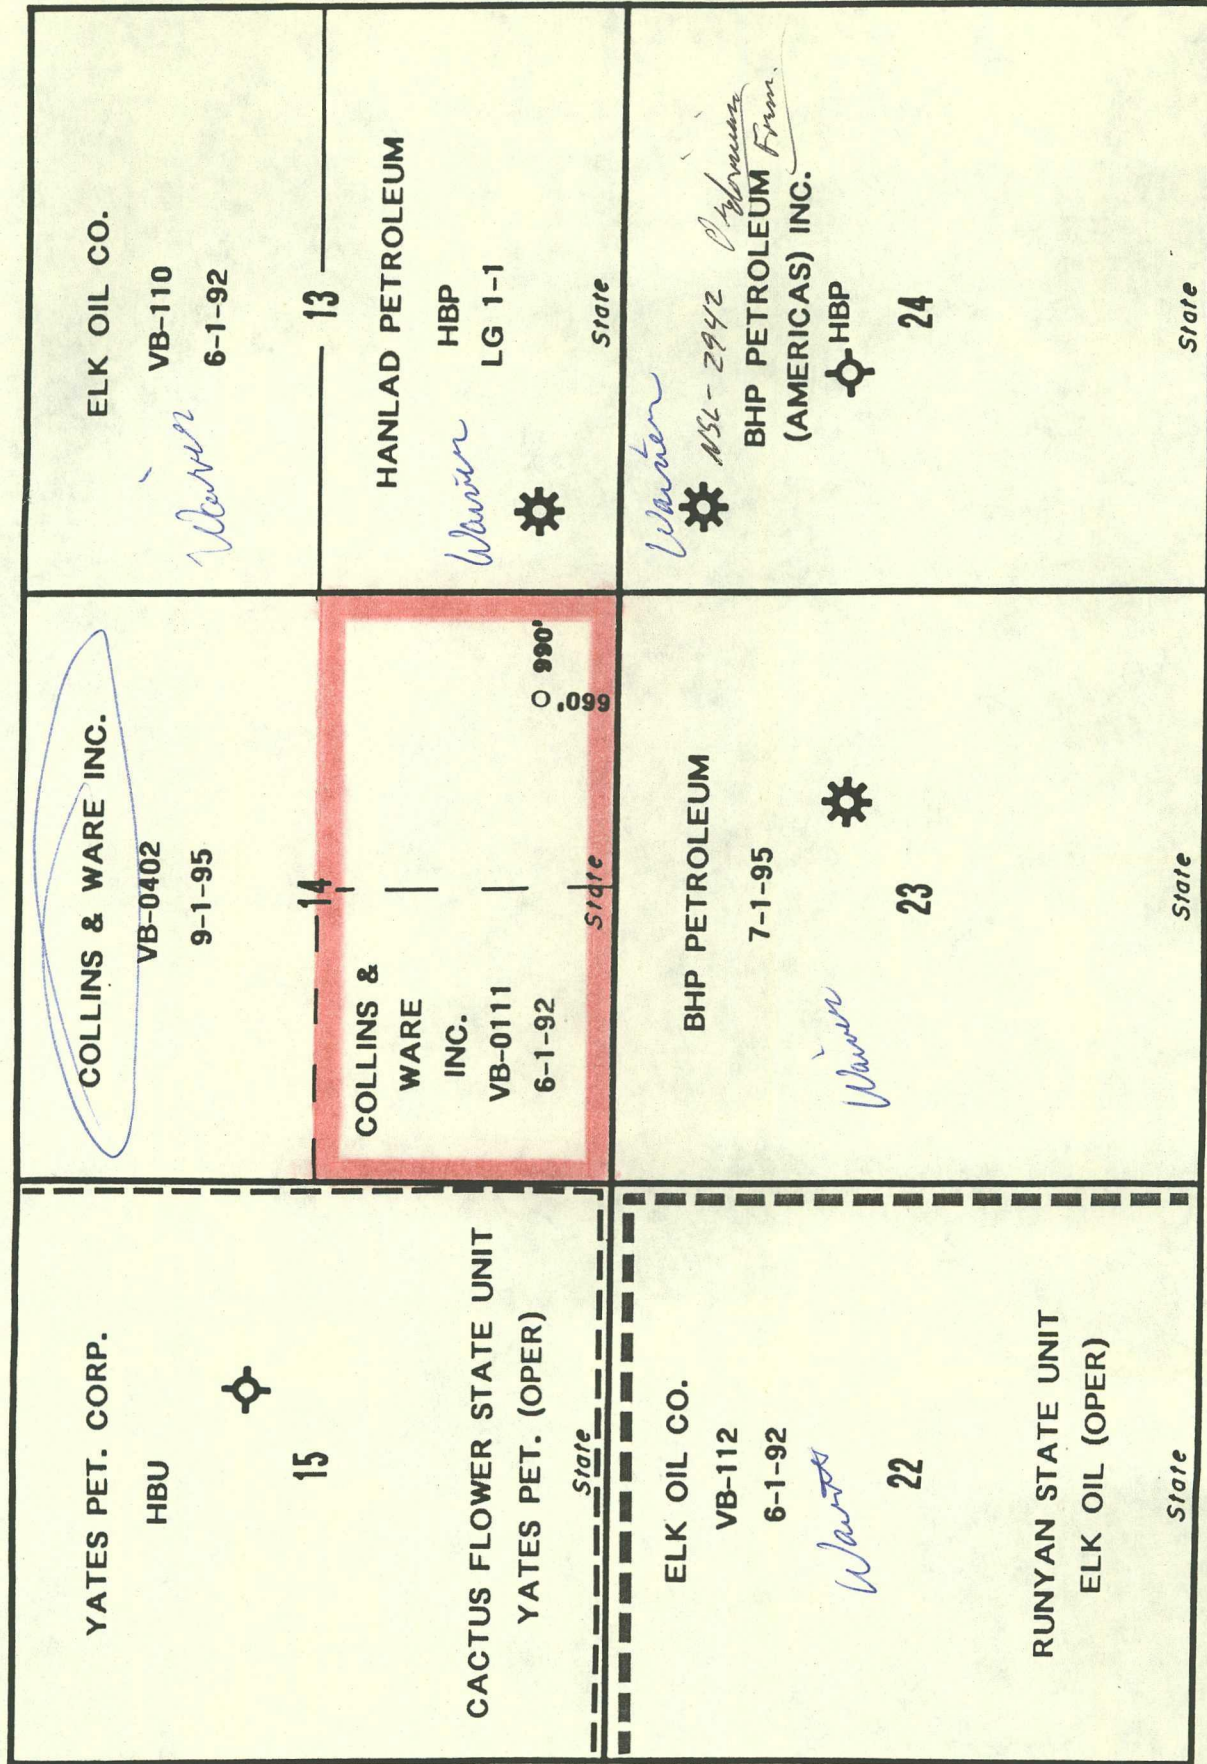 YATES PET. CORP.
HBU
15
CACTUS FLOWER STATE UNIT
YATES PET. (OPER)
State
COLLINS & WARE INC.
VB-0402
9-1-95
14
COLLINS &
WARE
INC.
VB-0111
6-1-92
990'
660'
State
ELK OIL CO.
VB-110
6-1-92
Waiver
13
HANLAD PETROLEUM
HBP
LG 1-1
Waiver
State
ELK OIL CO.
VB-112
6-1-92
Waiver
22
RUNYAN STATE UNIT
ELK OIL (OPER)
State
BHP PETROLEUM
7-1-95
Waiver
23
State
Waiver
NSL-2942
BHP PETROLEUM
(AMERICAS) INC.
HBP
24
State